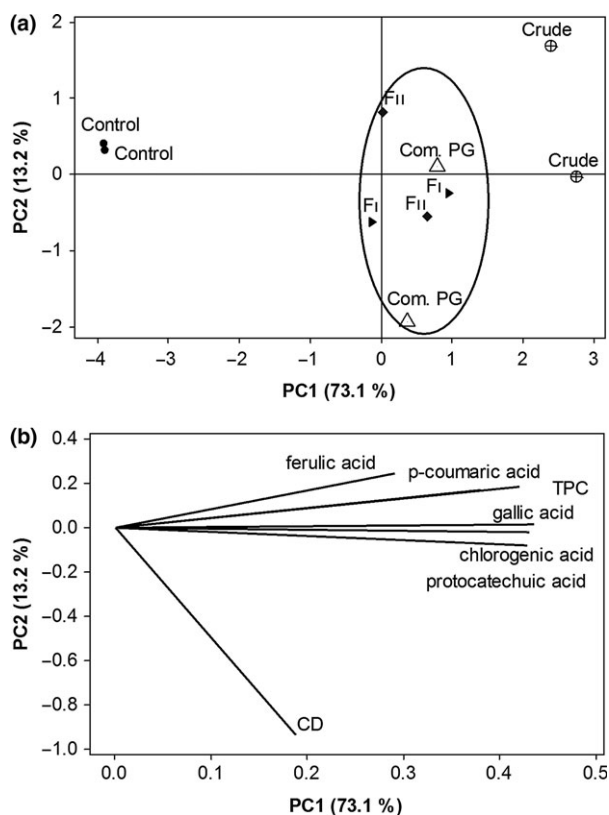 (a)
2
1
0
−1
−2
PC2 (13.2 %)
Crude
FII
Control
Control
Com. PG
Crude
FI
FII
FI
Com. PG
−4 −3 −2 −1 0 1 2 3
PC1 (73.1 %)
(b)
0.4
0.2
0.0
−0.2
−0.4
−0.6
−0.8
−1.0
PC2 (13.2 %)
ferulic acid
p-coumaric acid
TPC
gallic acid
chlorogenic acid
protocatechuic acid
CD
0.0 0.1 0.2 0.3 0.4 0.5
PC1 (73.1 %)